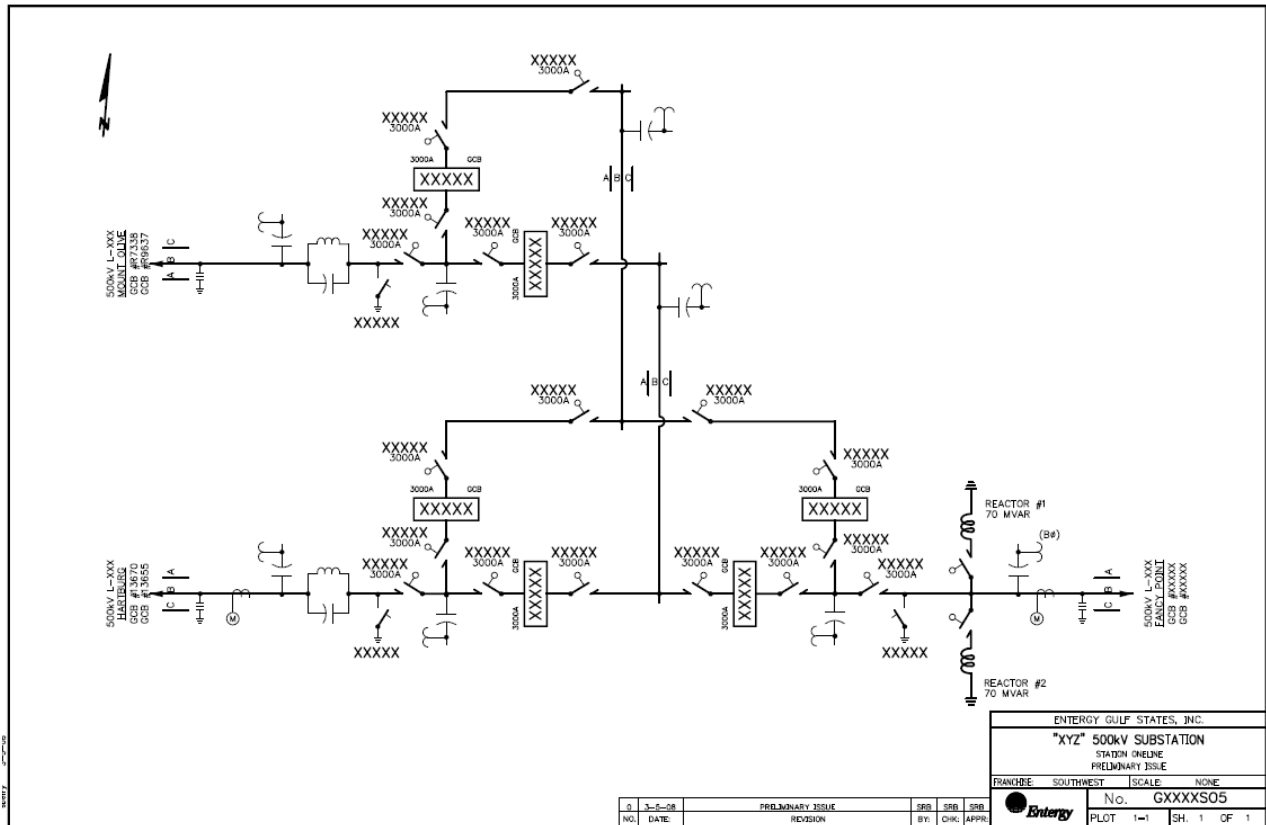 XXXXX
3000A
XXXXX
3000A
3000A GCB
XXXXX
A B C
XXXXX
3000A
XXXXX
3000A
XXXXX
3000A
XXXXX
3000A
GCB
XXXXX
3000A
500kV L-XXX
MOUNT OLIVE
GCB #R7338
GCB #R9637
A B C
XXXXX
A B C
XXXXX
3000A
XXXXX
3000A
XXXXX
3000A
XXXXX
3000A
3000A GCB
XXXXX
3000A GCB
XXXXX
REACTOR #1
70 MVAR
(BØ)
XXXXX
3000A
XXXXX
3000A
XXXXX
3000A
XXXXX
3000A
GCB
XXXXX
3000A
XXXXX
3000A
GCB
XXXXX
3000A
XXXXX
3000A
XXXXX
3000A
XXXXX
3000A
500kV L-XXX
HARTBURG
GCB #13670
GCB #13655
C B A
M
XXXXX
XXXXX
M
C B A
500kV L-XXX
FANCY POINT
GCB #XXXXX
GCB #XXXXX
REACTOR #2
70 MVAR
ENTERGY GULF STATES, INC.
"XYZ" 500kV SUBSTATION
STATION ONELINE
PRELIMINARY ISSUE
FRANCHISE: SOUTHWEST SCALE: NONE
Entergy
No. GXXXXS05
PLOT 1-1 SH. 1 OF 1
0 3-5-08 PRELIMINARY ISSUE SRB SRB SRB
NO. DATE: REVISION BY: CHK: APPR:
N